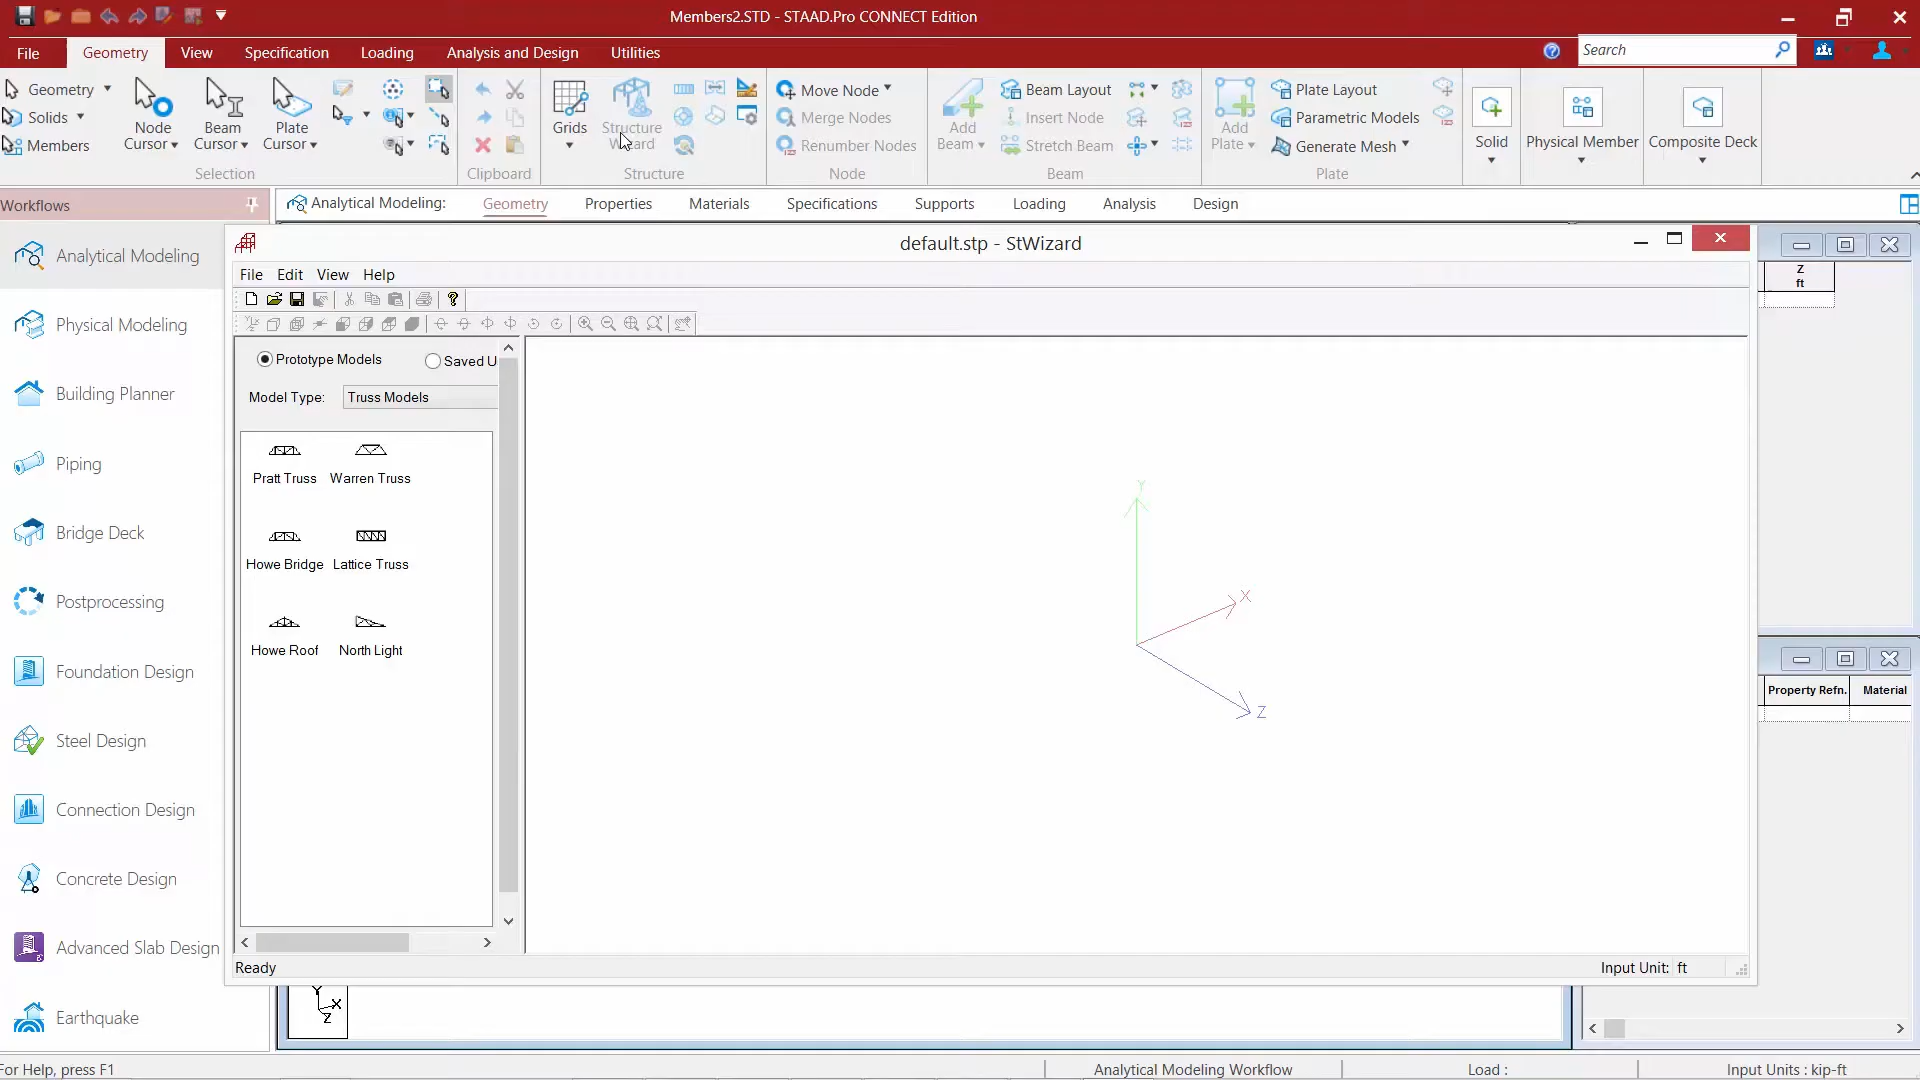 Members2.STD - STAAD.Pro CONNECT Edition
File Geometry View Specification Loading Analysis and Design Utilities Search
Geometry
Solids
Members
Node
Cursor
Beam
Cursor
Plate
Cursor
Selection
Clipboard
Grids
Structure
Wizard
Structure
Move Node
Merge Nodes
Renumber Nodes
Node
Add
Beam
Beam Layout
Insert Node
Stretch Beam
Beam
Add
Plate
Plate Layout
Parametric Models
Generate Mesh
Plate
Solid
Physical Member
Composite Deck
Workflows
Analytical Modeling: Geometry Properties Materials Specifications Supports Loading Analysis Design
Analytical Modeling
Physical Modeling
Building Planner
Piping
Bridge Deck
Postprocessing
Foundation Design
Steel Design
Connection Design
Concrete Design
Advanced Slab Design
Earthquake
default.stp - StWizard
File Edit View Help
Prototype Models Saved U
Model Type: Truss Models
Pratt Truss Warren Truss
Howe Bridge Lattice Truss
Howe Roof North Light
Y
X
Z
Ready Input Unit: ft
Z
ft
Property Refn. Material
Y
X
Z
For Help, press F1 Analytical Modeling Workflow Load : Input Units : kip-ft